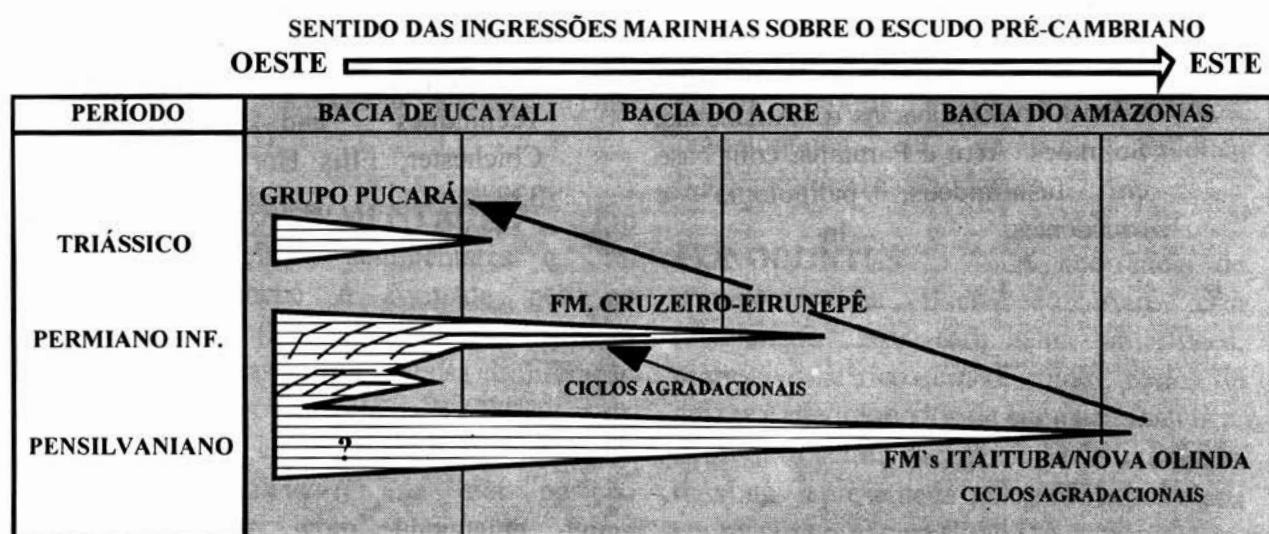 SENTIDO DAS INGRESSÕES MARINHAS SOBRE O ESCUDO PRÉ-CAMBRIANO
OESTE ESTE
PERÍODO BACIA DE UCAYALI BACIA DO ACRE BACIA DO AMAZONAS
GRUPO PUCARÁ
TRIÁSSICO
FM. CRUZEIRO-EIRUNEPÊ
PERMIANO INF.
CICLOS AGRADACIONAIS
PENSILVANIANO ?
FM`s ITAITUBA/NOVA OLINDA
CICLOS AGRADACIONAIS